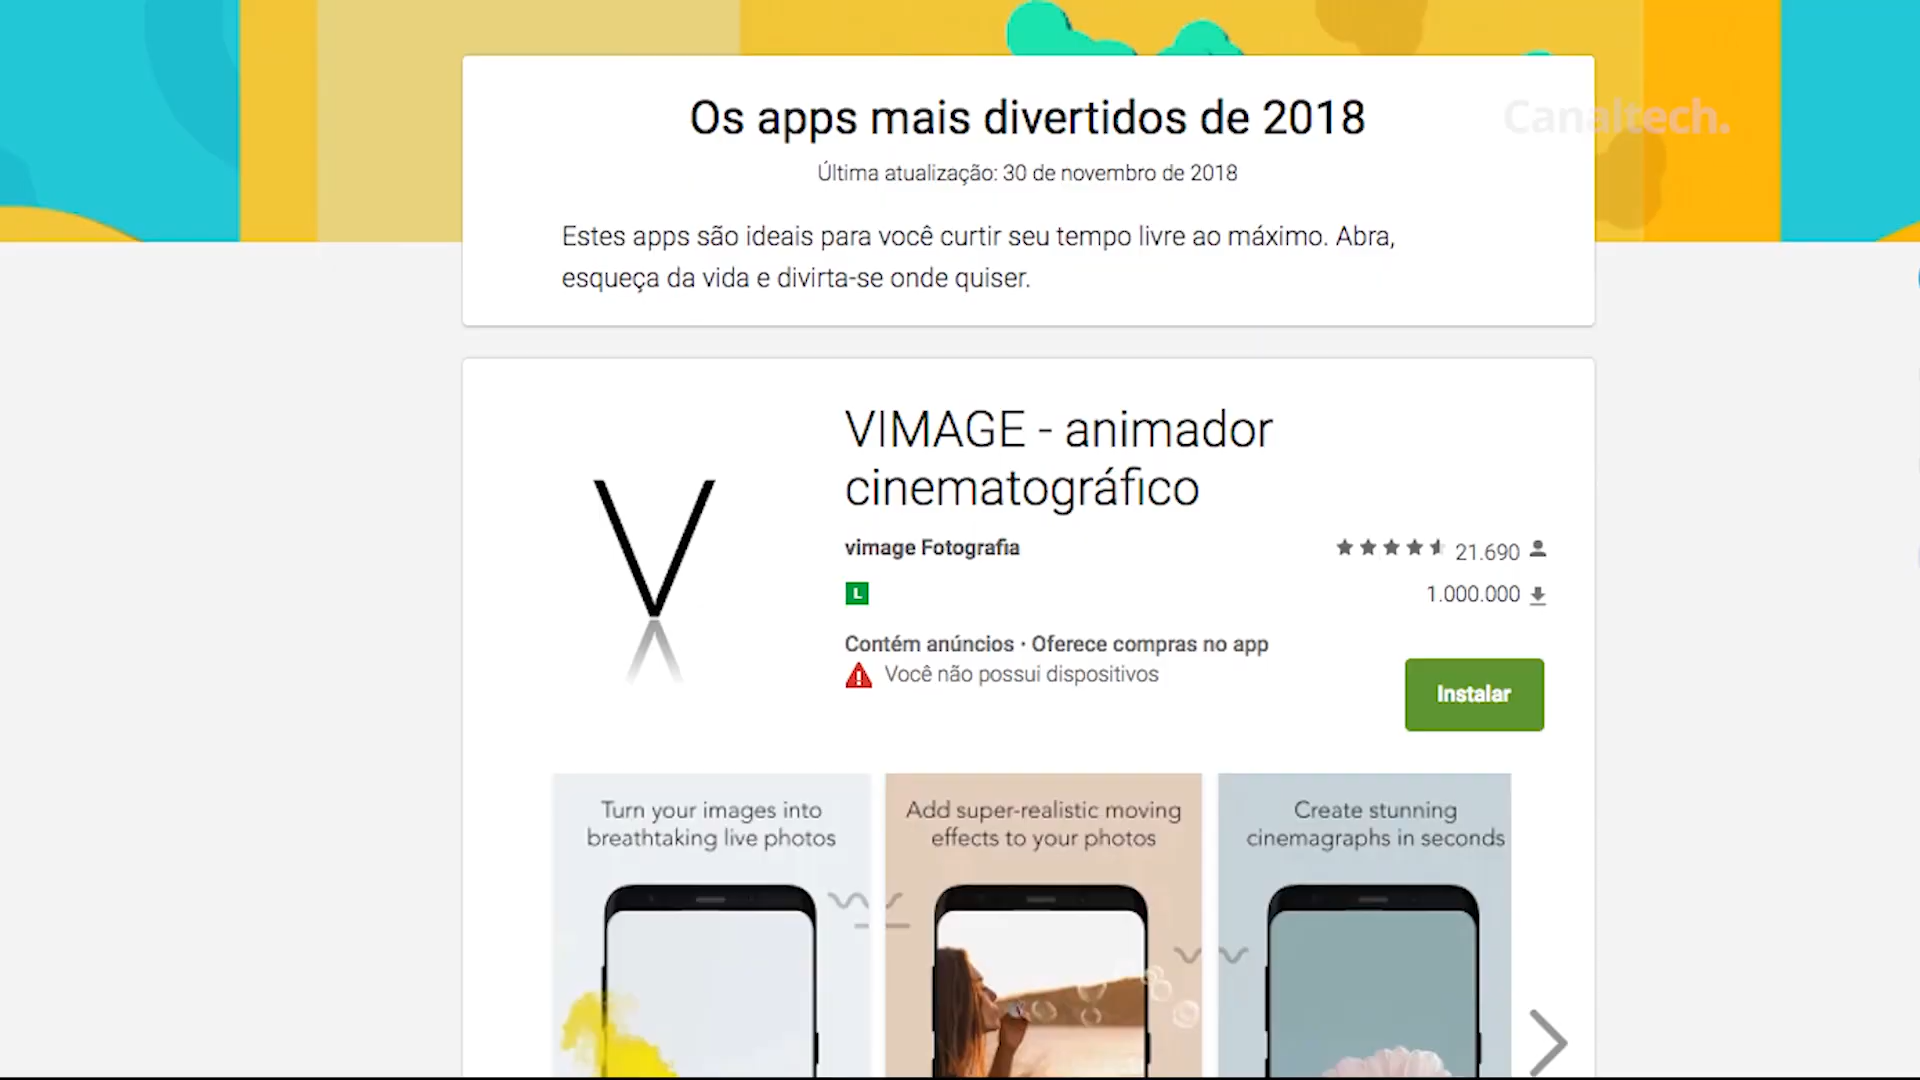 Os apps mais divertidos de 2018
Canaltech.
Última atualização: 30 de novembro de 2018
Estes apps são ideais para você curtir seu tempo livre ao máximo. Abra,
esqueça da vida e divirta-se onde quiser.
VIMAGE - animador
cinematográfico
V
vimage Fotografia
21.690
L
1.000.000
Contém anúncios · Oferece compras no app
Você não possui dispositivos
Instalar
Turn your images into
breathtaking live photos
Add super-realistic moving
effects to your photos
Create stunning
cinemagraphs in seconds